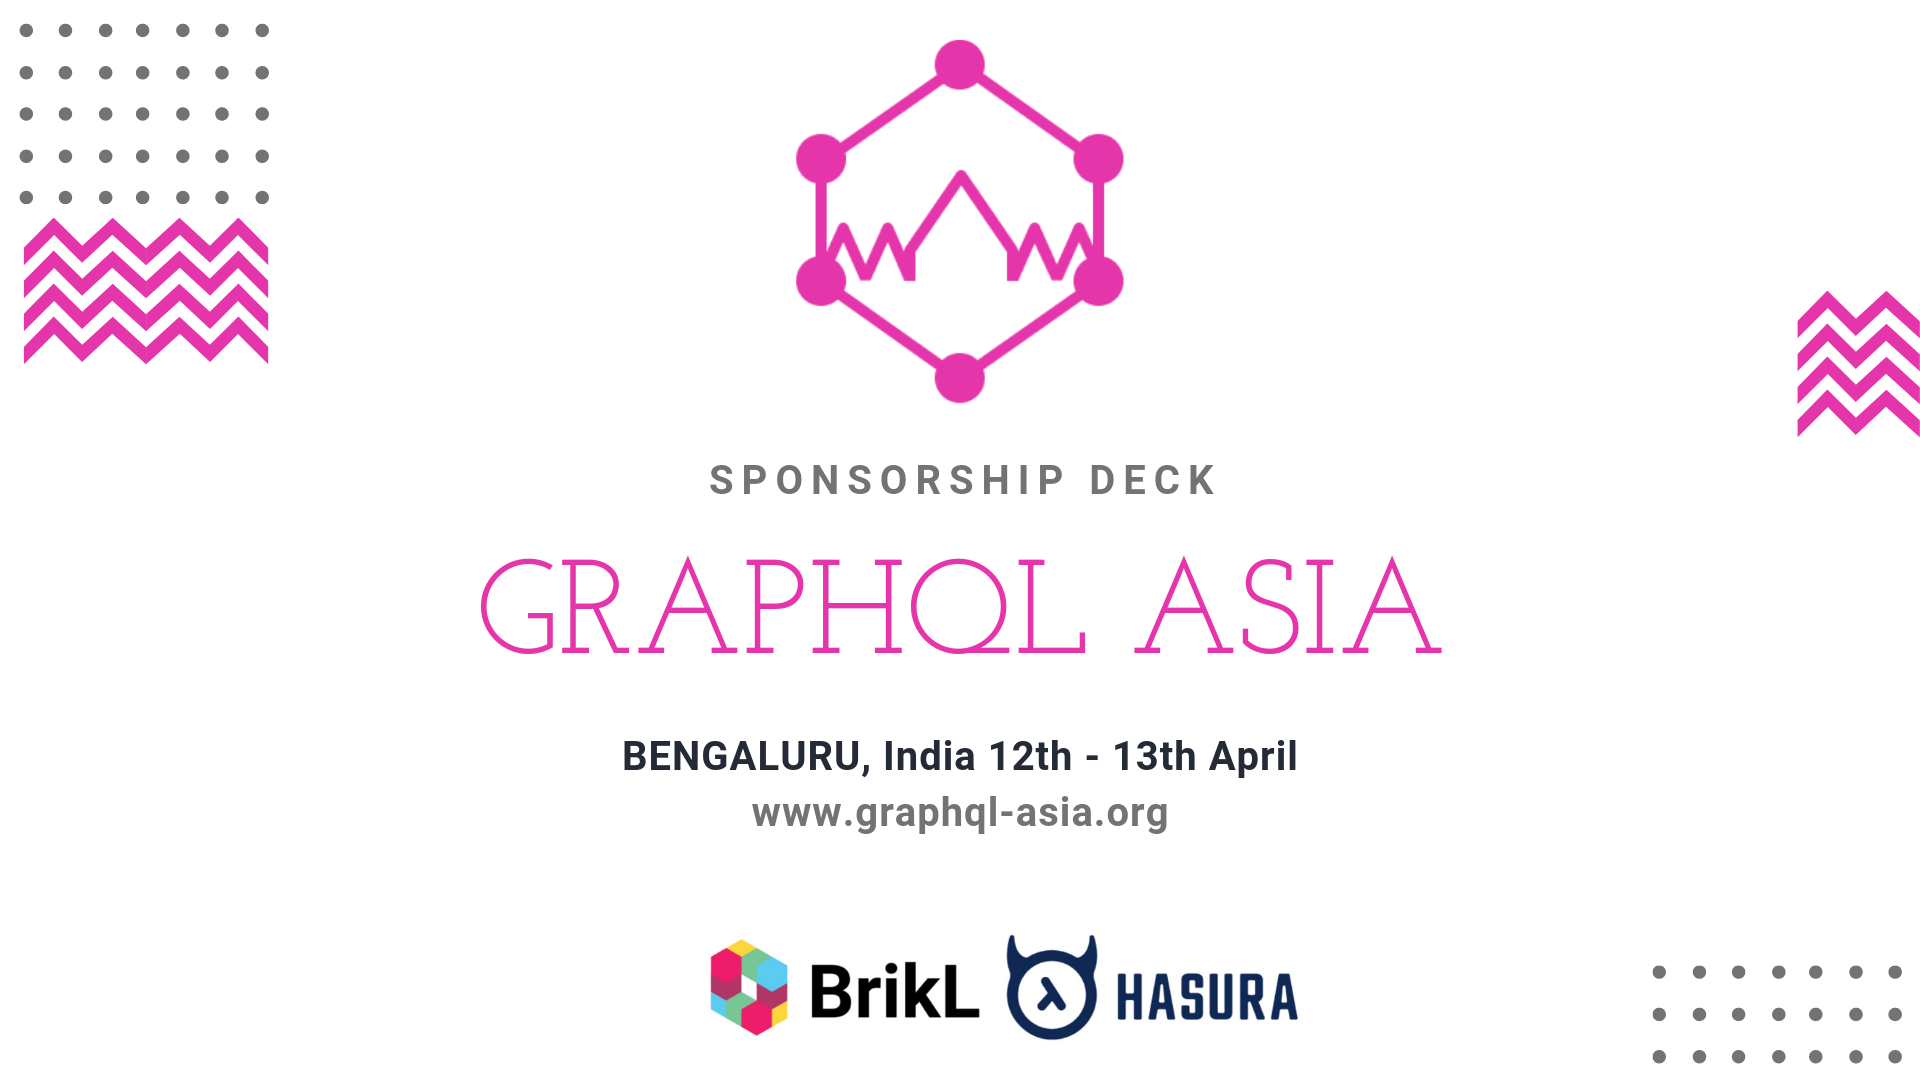 SPONSORSHIP DECK
GRAPHQL ASIA
BENGALURU, India 12th - 13th April
www.graphql-asia.org
BrikL HASURA